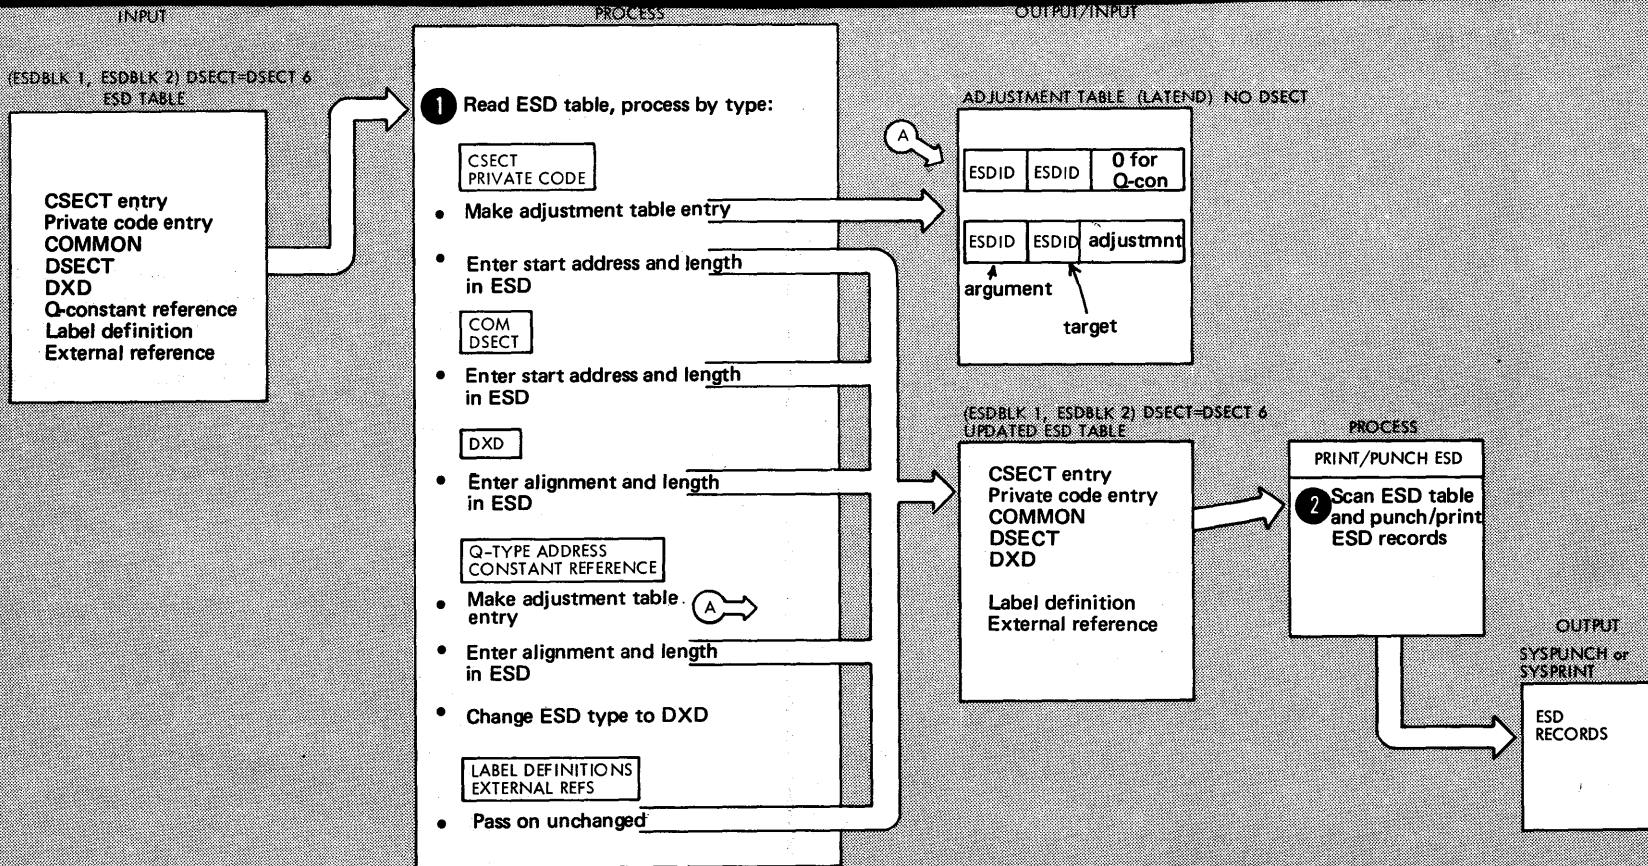 INPUT
(ESDBLK 1, ESDBLK 2) DSECT=DSECT 6
ESD TABLE
CSECT entry
Private code entry
COMMON
DSECT
DXD
Q-constant reference
Label definition
External reference
PROCESS
1 Read ESD table, process by type:
CSECT
PRIVATE CODE
• Make adjustment table entry
• Enter start address and length
in ESD
COM
DSECT
• Enter start address and length
in ESD
DXD
• Enter alignment and length
in ESD
Q-TYPE ADDRESS
CONSTANT REFERENCE
• Make adjustment table
entry
A
• Enter alignment and length
in ESD
• Change ESD type to DXD
LABEL DEFINITIONS
EXTERNAL REFS
• Pass on unchanged
OUTPUT/INPUT
ADJUSTMENT TABLE (LATEND) NO DSECT
A
ESDID ESDID 0 for
Q-con
ESDID ESDID adjustmnt
argument
target
(ESDBLK 1, ESDBLK 2) DSECT=DSECT 6
UPDATED ESD TABLE
CSECT entry
Private code entry
COMMON
DSECT
DXD
Label definition
External reference
PROCESS
PRINT/PUNCH ESD
2 Scan ESD table
and punch/print
ESD records
OUTPUT
SYSPUNCH or
SYSPRINT
ESD
RECORDS